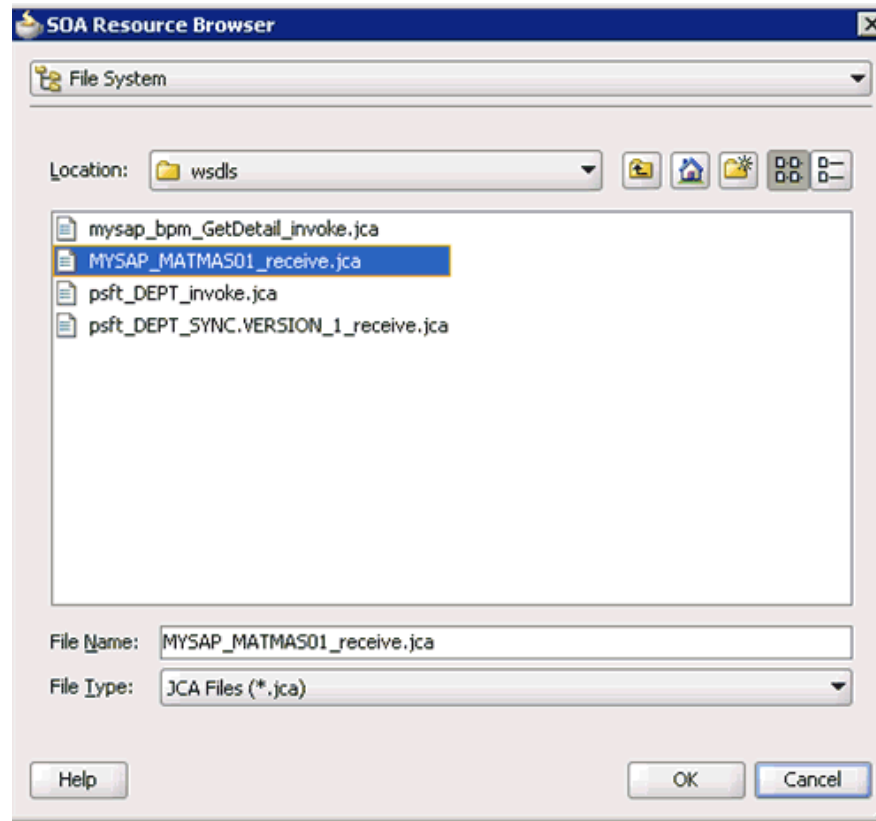 SOA Resource Browser
File System
Location: wsdls
mysap_bpm_GetDetail_invoke.jca
MYSAP_MATMAS01_receive.jca
psft_DEPT_invoke.jca
psft_DEPT_SYNC.VERSION_1_receive.jca
File Name: MYSAP_MATMAS01_receive.jca
File Type: JCA Files (*.jca)
Help OK Cancel